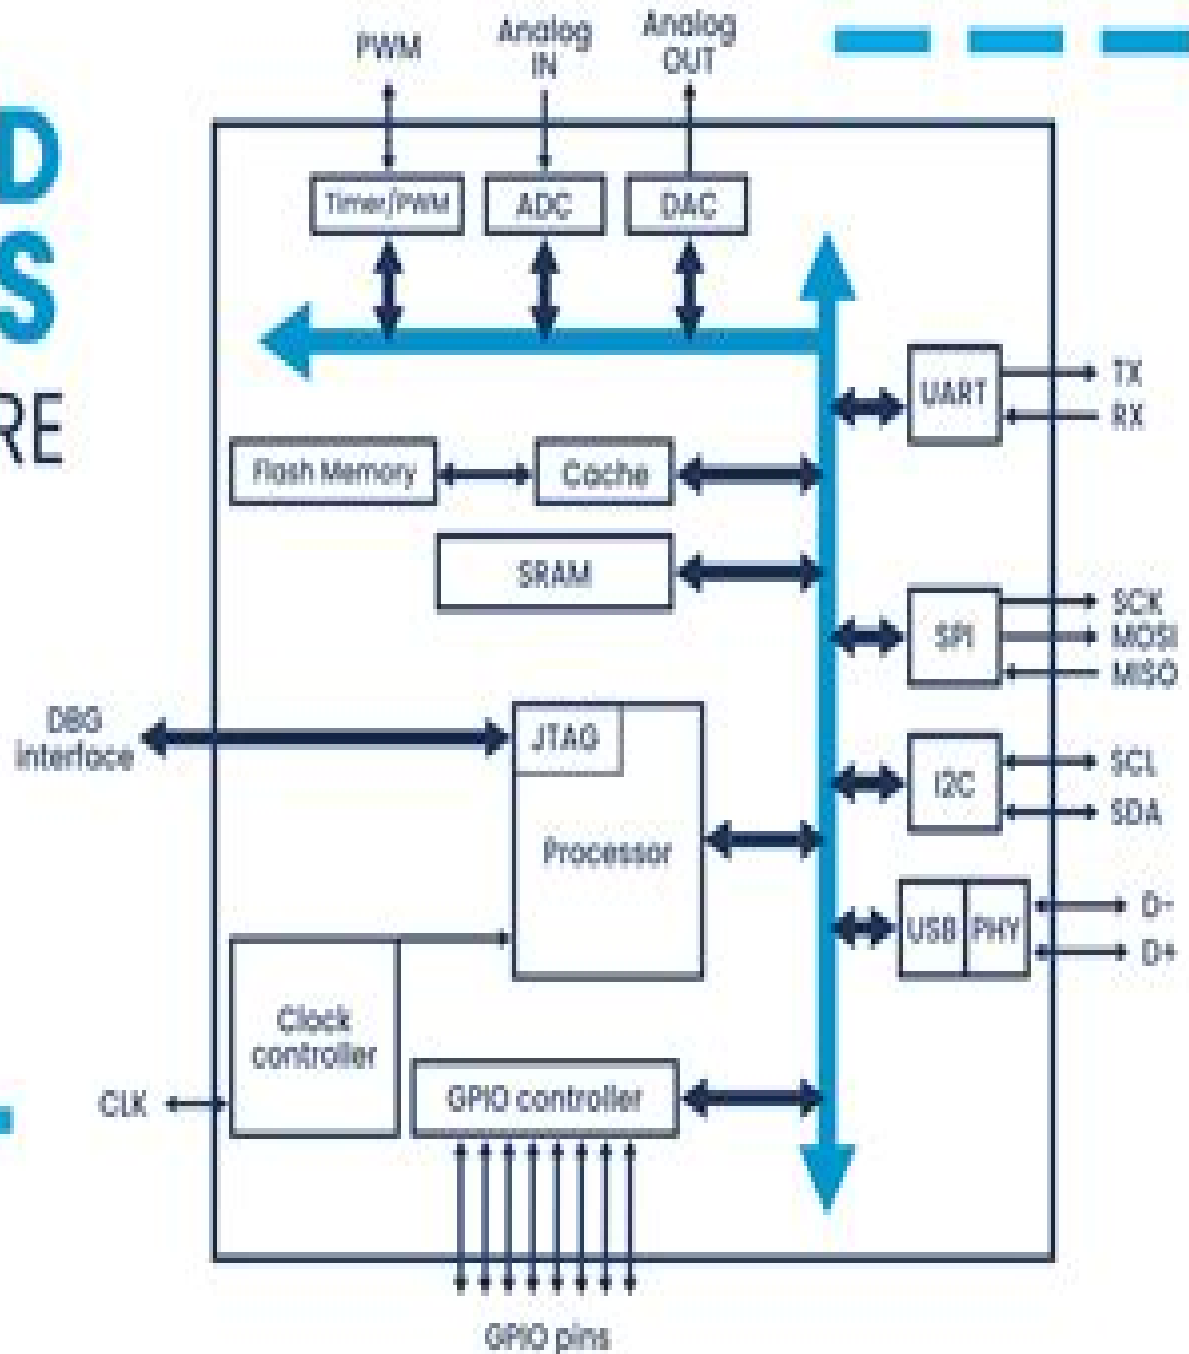 PWM
Analog
IN
Analog
OUT
D
S
RE
Timer/PWM
ADC
DAC
UART
TX
RX
Flash Memory
Cache
SRAM
SPI
SCK
MOSI
MISO
DBG
interface
JTAG
Processor
I2C
SCL
SDA
USB
PHY
D-
D+
Clock
controller
CLK
GPIO controller
GPIO pins